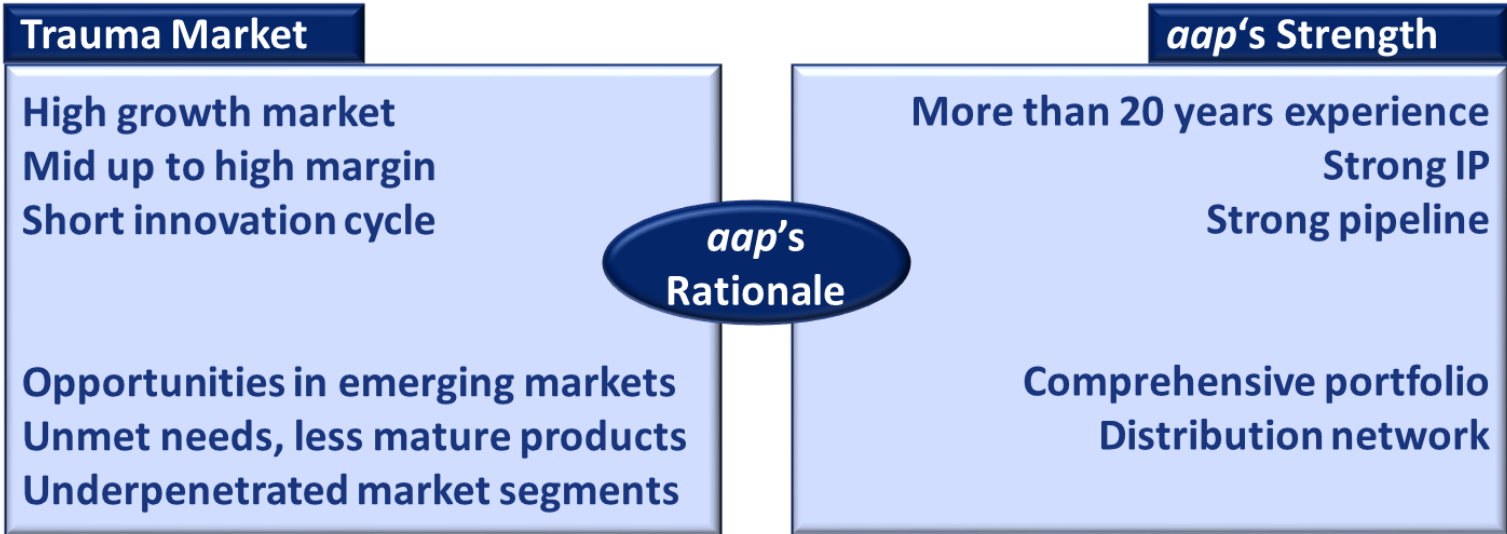 Trauma Market
High growth market
Mid up to high margin
Short innovation cycle
Opportunities in emerging markets
Unmet needs, less mature products
Underpenetrated market segments
aap's
Rationale
aap‘s Strength
More than 20 years experience
Strong IP
Strong pipeline
Comprehensive portfolio
Distribution network